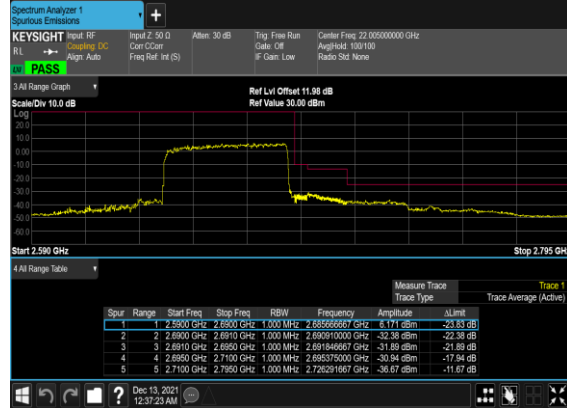 Spectrum Analyzer 1
Spurious Emissions
KEYSIGHT Input: RF Input Z: 50 Ω Atten: 30 dB Trig: Free Run Center Freq: 22.005000000 GHz
RL Coupling: DC Corr CCorr Gate: Off Avg|Hold: 100/100
Align: Auto Freq Ref: Int (S) IF Gain: Low Radio Std: None
PASS
3 All Range Graph
Ref Lvl Offset 11.98 dB
Scale/Div 10.0 dB Ref Value 30.00 dBm
Log
20.0
10.0
0.00
-10.0
-20.0
-30.0
-40.0
-50.0
-60.0
Start 2.590 GHz Stop 2.795 GH
4 All Range Table
Measure Trace Trace 1
Trace Type Trace Average (Active)
Spur Range Start Freq Stop Freq RBW Frequency Amplitude ΔLimit
1 1 2.5900 GHz 2.6900 GHz 1.000 MHz 2.685666667 GHz 6.171 dBm -23.83 dB
2 2 2.6900 GHz 2.6910 GHz 1.000 MHz 2.690910000 GHz -32.38 dBm -22.38 dB
3 3 2.6910 GHz 2.6950 GHz 1.000 MHz 2.691846667 GHz -31.89 dBm -21.89 dB
4 4 2.6950 GHz 2.7100 GHz 1.000 MHz 2.695375000 GHz -30.94 dBm -17.94 dB
5 5 2.7100 GHz 2.7950 GHz 1.000 MHz 2.726291667 GHz -36.67 dBm -11.67 dB
Dec 13, 2021
12:37:23 AM